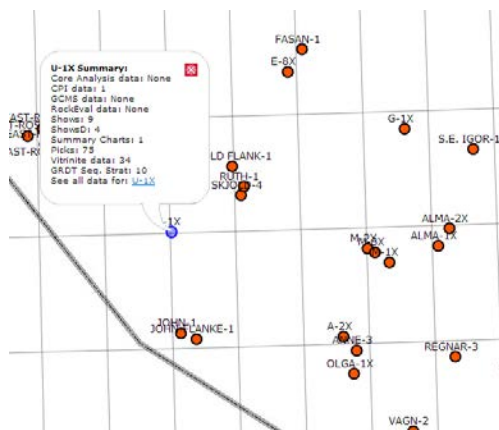 FASAN-1
E-8X
U-1X Summary:
Core Analysis data: None
CPI data: 1
GCMS data: None
RockEval data: None
Shows: 9
ShowsD: 4
Summary Charts: 1
Picks: 75
Vitrinite data: 34
GRDT Seq. Strat: 10
See all data for: U-1X
G-1X
S.E. IGOR-1
LD FLANK-1
RUTH-1
-4
-1X
ALMA-2X
ALMA-1X
M-2X
-1X
JOHN-1
JOHN FLANKE-1
A-2X
ANNE-3
OLGA-1X
REGNAR-3
VAGN-2